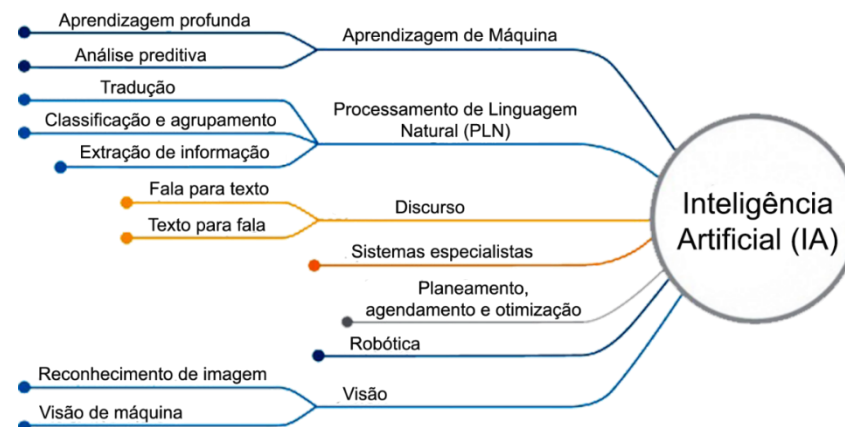 Aprendizagem profunda
Aprendizagem de Máquina
Análise preditiva
Tradução
Processamento de Linguagem
Natural (PLN)
Classificação e agrupamento
Extração de informação
Fala para texto
Discurso
Texto para fala
Sistemas especialistas
Planeamento,
agendamento e otimização
Robótica
Reconhecimento de imagem
Visão
Visão de máquina
Inteligência
Artificial (IA)